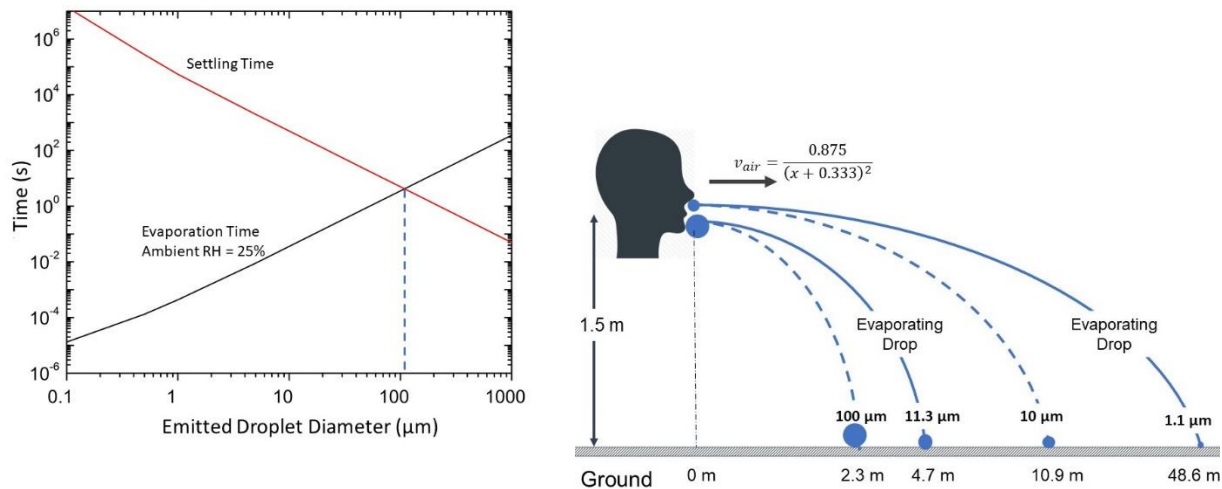 10^6
10^4
10^2
10^0
10^-2
10^-4
10^-6
Time (s)
Settling Time
Evaporation Time
Ambient RH = 25%
0.1 1 10 100 1000
Emitted Droplet Diameter (µm)
v_air = 0.875 / (x + 0.333)^2
1.5 m
Evaporating
Drop
Evaporating
Drop
100 µm 11.3 µm 10 µm 1.1 µm
Ground 0 m 2.3 m 4.7 m 10.9 m 48.6 m